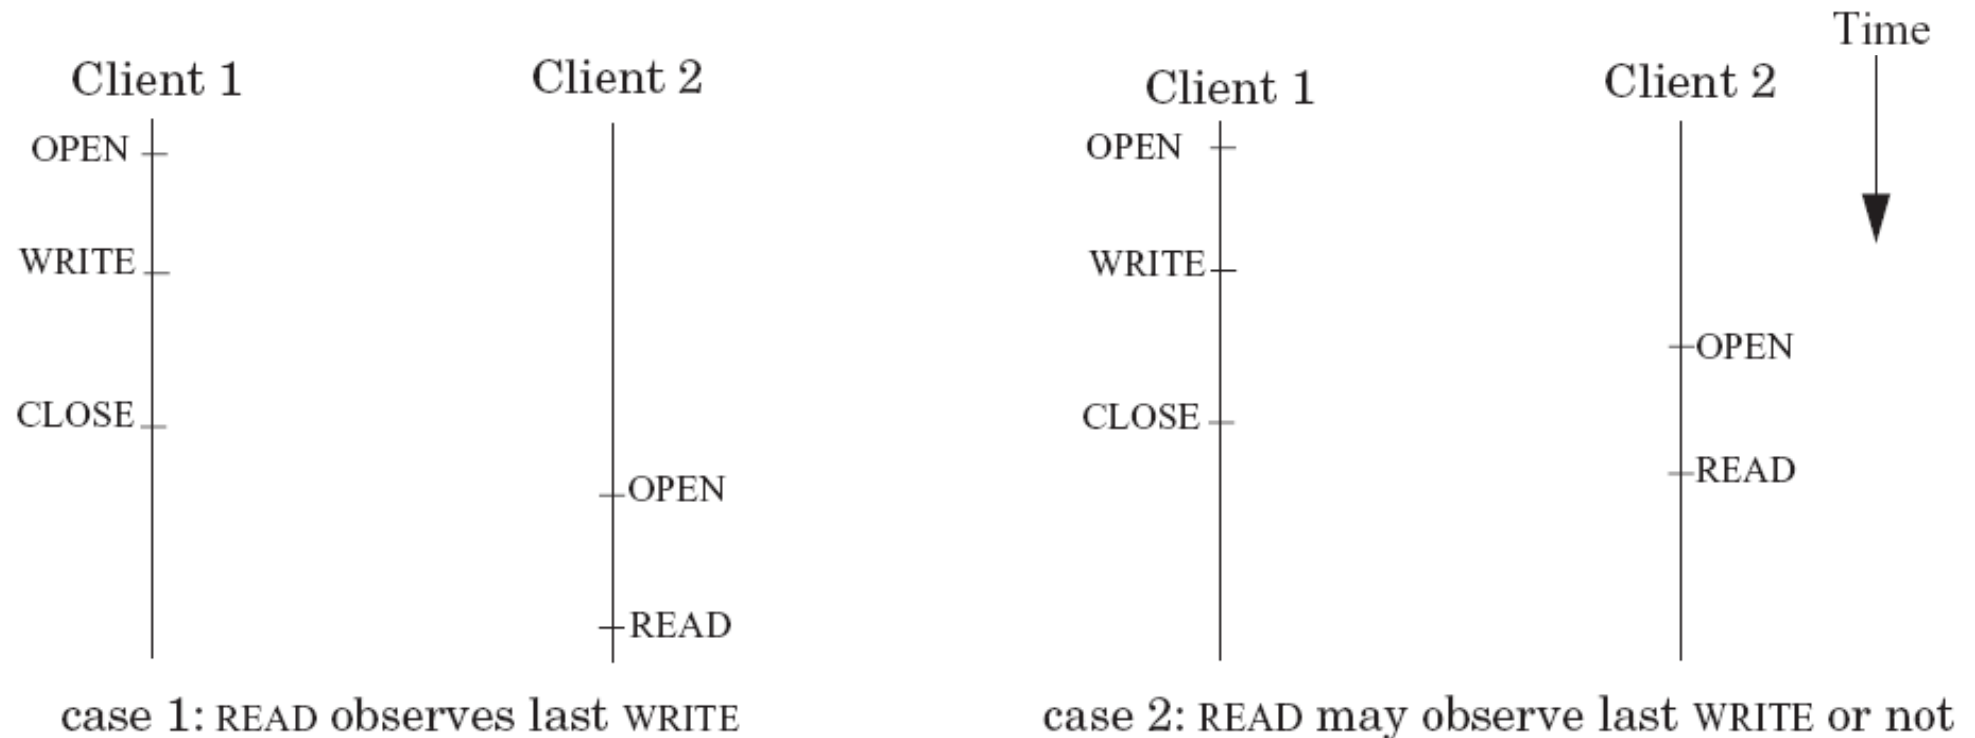 Client 1
OPEN
WRITE
CLOSE
Client 2
OPEN
READ
case 1: READ observes last WRITE
Client 1
OPEN
WRITE
CLOSE
Client 2
OPEN
READ
Time
case 2: READ may observe last WRITE or not